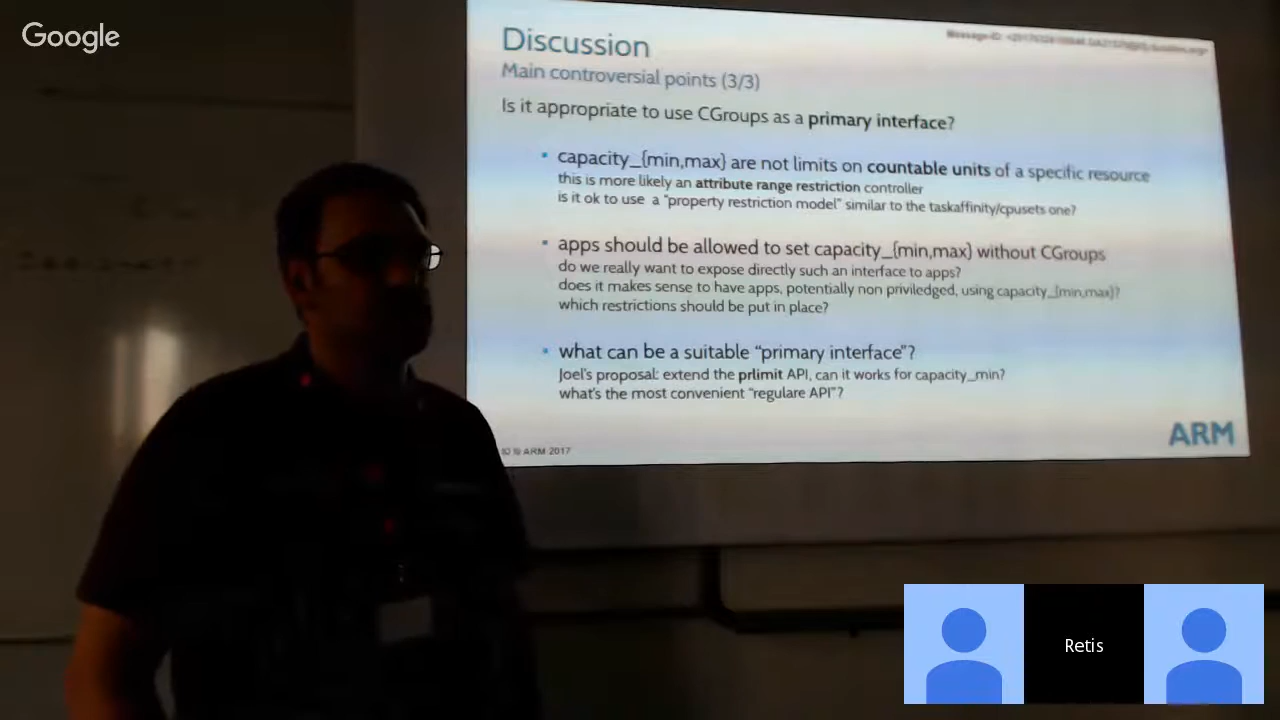 Google
Discussion
Main controversial points (3/3)
Is it appropriate to use CGroups as a primary interface?
capacity_{min,max} are not limits on countable units of a specific resource
this is more likely an attribute range restriction controller
is it ok to use a "property restriction model" similar to the taskaffinity/cpusets one?
apps should be allowed to set capacity_{min,max} without CGroups
do we really want to expose directly such an interface to apps?
does it makes sense to have apps, potentially non priviledged, using capacity_{min,max}?
which restrictions should be put in place?
what can be a suitable "primary interface"?
Joel's proposal: extend the prlimit API, can it works for capacity_min?
what's the most convenient "regulare API"?
ARM
© ARM 2017
Retis